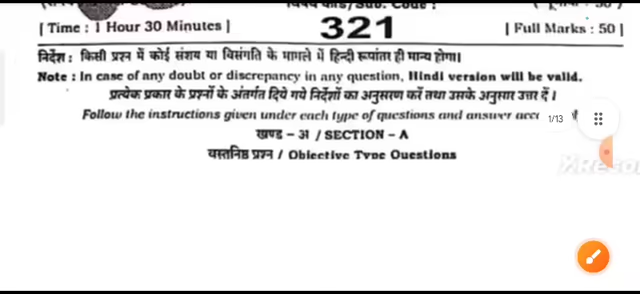 [ Time : 1 Hour 30 Minutes ]
321
[ Full Marks : 50 ]
निर्देश : किसी प्रश्न में कोई संशय या विसंगति के मामले में हिन्दी रूपांतर ही मान्य होगा।
Note : In case of any doubt or discrepancy in any question, Hindi version will be valid.
प्रत्येक प्रकार के प्रश्नों के अंतर्गत दिये गये निर्देशों का अनुसरण करें तथा उसके अनुसार उत्तर दें।
Follow the instructions given under each type of questions and answer
1/13
खण्ड - अ / SECTION - A
वस्तुनिष्ठ प्रश्न / Objective Type Questions